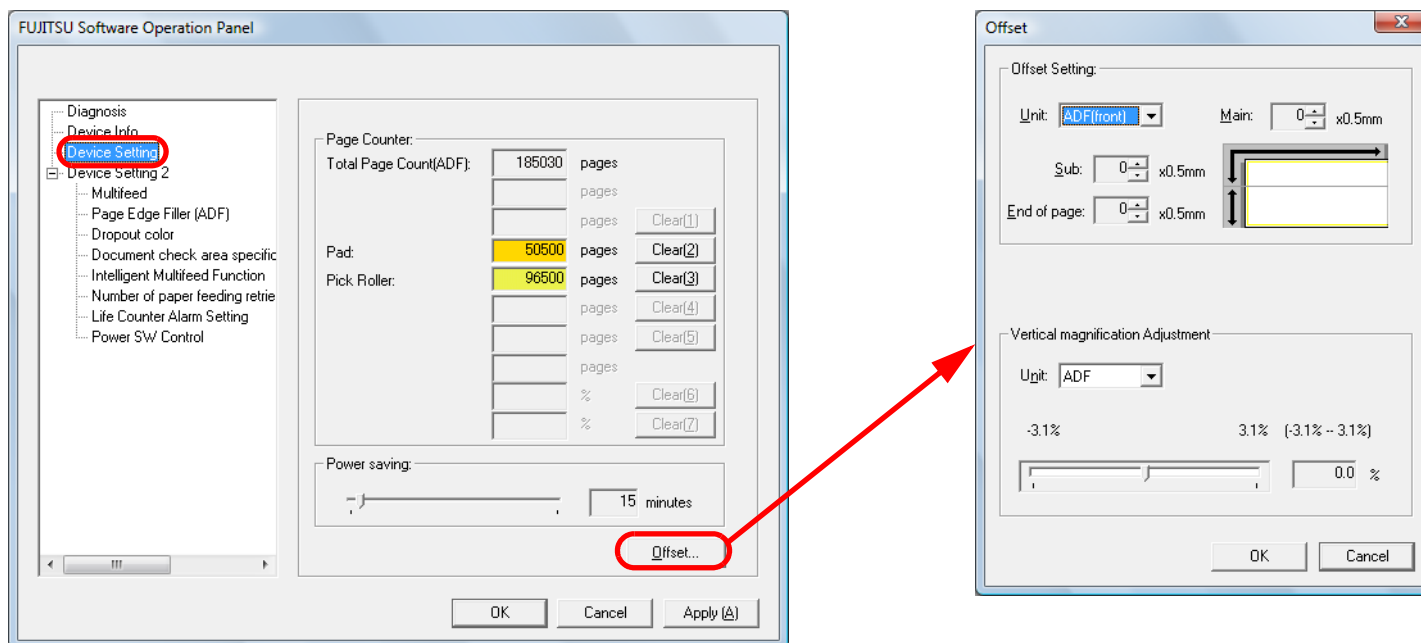 FUJITSU Software Operation Panel
Diagnosis
Device Info
Device Setting
Device Setting 2
Multifeed
Page Edge Filler (ADF)
Dropout color
Document check area specific
Intelligent Multifeed Function
Number of paper feeding retrie
Life Counter Alarm Setting
Power SW Control
Page Counter:
Total Page Count(ADF): 185030 pages
pages
pages Clear(1)
Pad: 50500 pages Clear(2)
Pick Roller: 96500 pages Clear(3)
pages Clear(4)
pages Clear(5)
pages
% Clear(6)
% Clear(7)
Power saving:
15 minutes
Offset...
OK Cancel Apply (A)
Offset
Offset Setting:
Unit: ADF(front) Main: 0 x0.5mm
Sub: 0 x0.5mm
End of page: 0 x0.5mm
Vertical magnification Adjustment
Unit: ADF
-3.1% 3.1% (-3.1% -- 3.1%)
0.0 %
OK Cancel